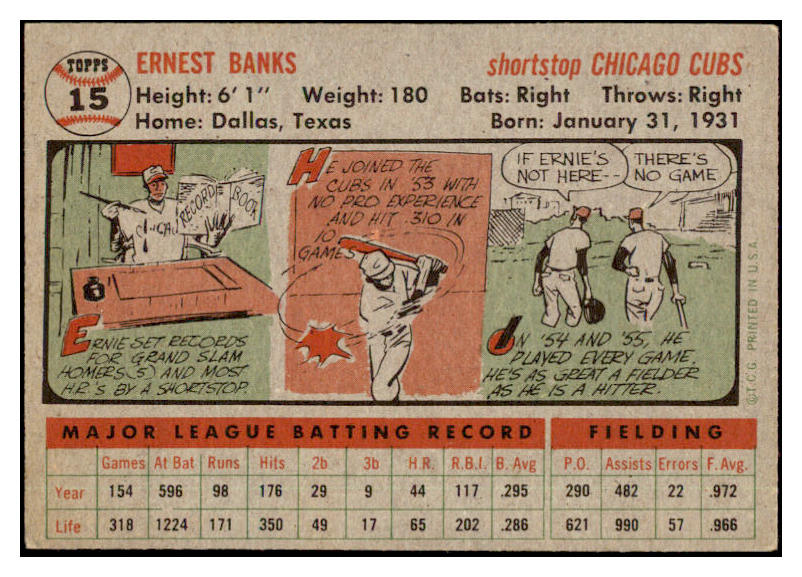 TOPPS
15
ERNEST BANKS
shortstop CHICAGO CUBS
Height: 6' 1" Weight: 180 Bats: Right Throws: Right
Home: Dallas, Texas Born: January 31, 1931
RECORD BOOK
CA
6
ERNIE SET RECORDS
FOR GRAND SLAM
HOMERS (5) AND MOST
H.R'S BY A SHORTSTOP.
HE JOINED THE
CUBS IN '53 WITH
NO PRO EXPERIENCE
AND HIT .310 IN
10
GAMES
IF ERNIE'S
NOT HERE--
THERE'S
NO GAME
IN '54 AND '55, HE
PLAYED EVERY GAME.
HE'S AS GREAT A FIELDER
AS HE IS A HITTER.
©T.C.G. PRINTED IN U.S.A.
MAJOR LEAGUE BATTING RECORD FIELDING
Games At Bat Runs Hits 2b 3b H.R. R.B.I. B. Avg P.O. Assists Errors F. Avg.
Year 154 596 98 176 29 9 44 117 .295 290 482 22 .972
Life 318 1224 171 350 49 17 65 202 .286 621 990 57 .966